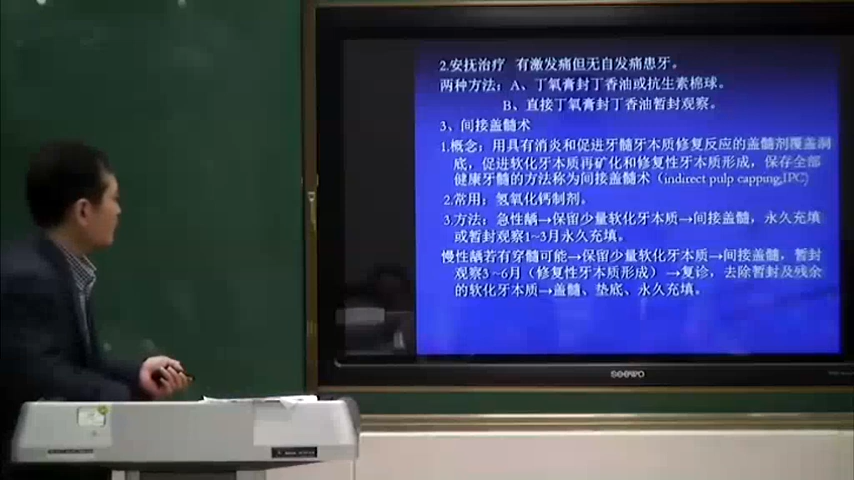 2.安抚治疗 有激发痛但无自发痛患牙。
两种方法：A、丁氧膏封丁香油或抗生素棉球。
B、直接丁氧膏封丁香油暂封观察。
3、间接盖髓术
1.概念：用具有消炎和促进牙髓牙本质修复反应的盖髓剂覆盖洞
底，促进软化牙本质再矿化和修复性牙本质形成，保存全部
健康牙髓的方法称为间接盖髓术（indirect pulp capping,IPC）
2.常用：氢氧化钙制剂。
3.方法：急性龋→保留少量软化牙本质→间接盖髓，永久充填
或暂封观察1~3月永久充填。
慢性龋若有穿髓可能→保留少量软化牙本质→间接盖髓，暂封
观察3~6月（修复性牙本质形成）→复诊，去除暂封及残余
的软化牙本质→盖髓、垫底、永久充填。
seewo